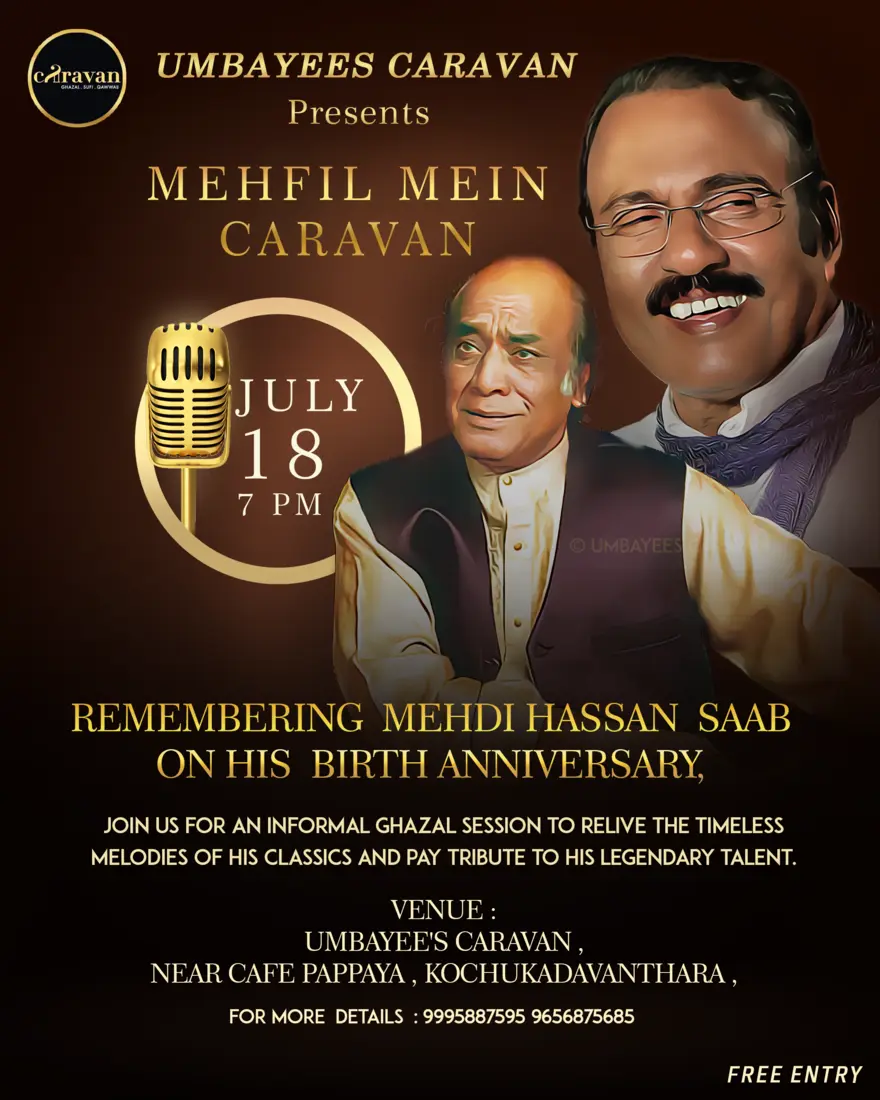 caravan
GHAZAL . SUFI . QAWWALI
UMBAYEES CARAVAN
Presents
MEHFIL MEIN
CARAVAN
JULY
18
7 PM
© UMBAYEES CARAVAN
REMEMBERING MEHDI HASSAN SAAB
ON HIS BIRTH ANNIVERSARY,
JOIN US FOR AN INFORMAL GHAZAL SESSION TO RELIVE THE TIMELESS
MELODIES OF HIS CLASSICS AND PAY TRIBUTE TO HIS LEGENDARY TALENT.
VENUE :
UMBAYEE'S CARAVAN ,
NEAR CAFE PAPPAYA , KOCHUKADAVANTHARA ,
FOR MORE DETAILS : 9995887595 9656875685
FREE ENTRY